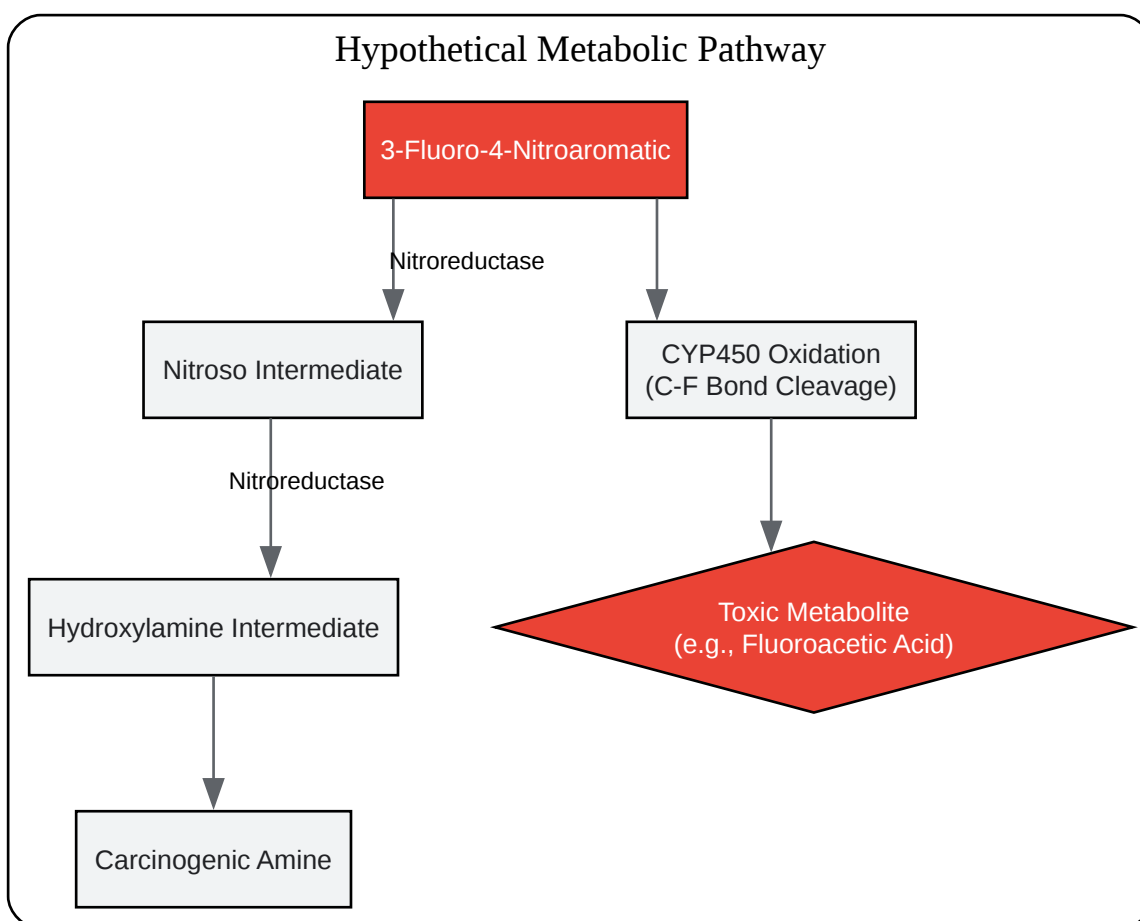 Hypothetical Metabolic Pathway
3-Fluoro-4-Nitroaromatic
Nitroreductase
Nitroso Intermediate
CYP450 Oxidation
(C-F Bond Cleavage)
Nitroreductase
Hydroxylamine Intermediate
Toxic Metabolite
(e.g., Fluoroacetic Acid)
Carcinogenic Amine